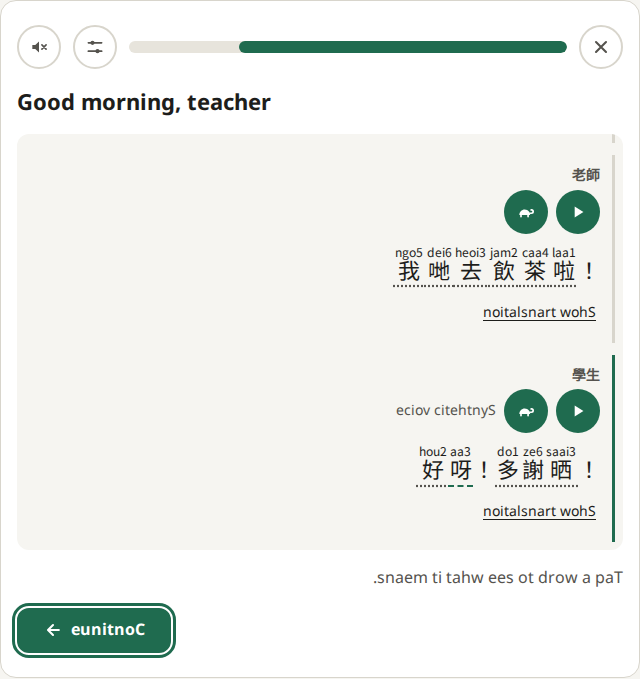 Good morning, teacher
老師
ngo5 dei6 heoi3 jam2 caa4 laa1
我哋去飲茶啦！
noitalsnart wohS
學生
eciov citehtnyS
hou2 aa3 do1 ze6 saai3
好呀！多謝晒！
noitalsnart wohS
.snaem ti tahw ees ot drow a paT
eunitnoC